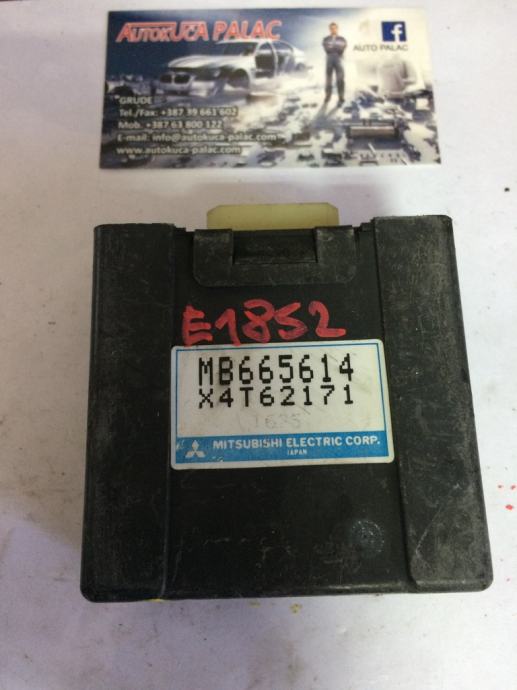 AUTOKUĆA PALAC
f
AUTO PALAC
GRUDE
Tel./Fax: +387 39 661 602
Mob. +387 63 800 122
E-mail: info@autokuca-palac.com
www.autokuca-palac.com
E1852
MB665614
X4T62171
MITSUBISHI ELECTRIC CORP.
JAPAN